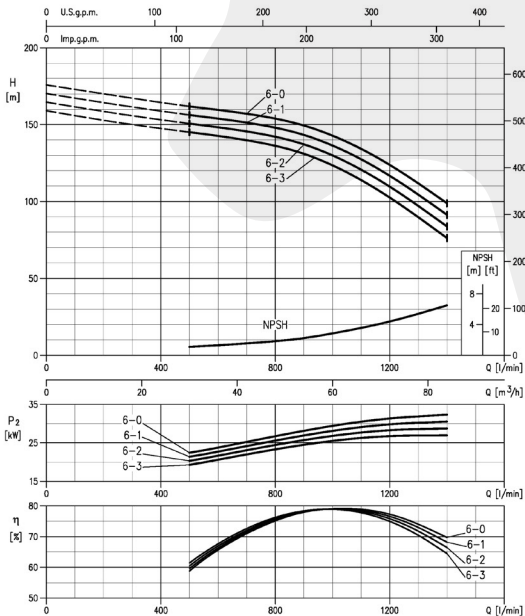 0 U.S.g.p.m. 100 200 300 400
0 Imp.g.p.m. 100 200 300
H
[m]
200
150
100
50
0
600
500
400
300
200
100
0
6-0
6-1
6-2
6-3
NPSH
NPSH
[m] [ft]
8
20
4
10
0 400 800 1200 Q [l/min]
0 20 40 60 80 Q [m³/h]
P2
[kW]
35
25
15
6-0
6-1
6-2
6-3
0 400 800 1200 Q [l/min]
η
[%]
80
70
60
50
6-0
6-1
6-2
6-3
0 400 800 1200 Q [l/min]